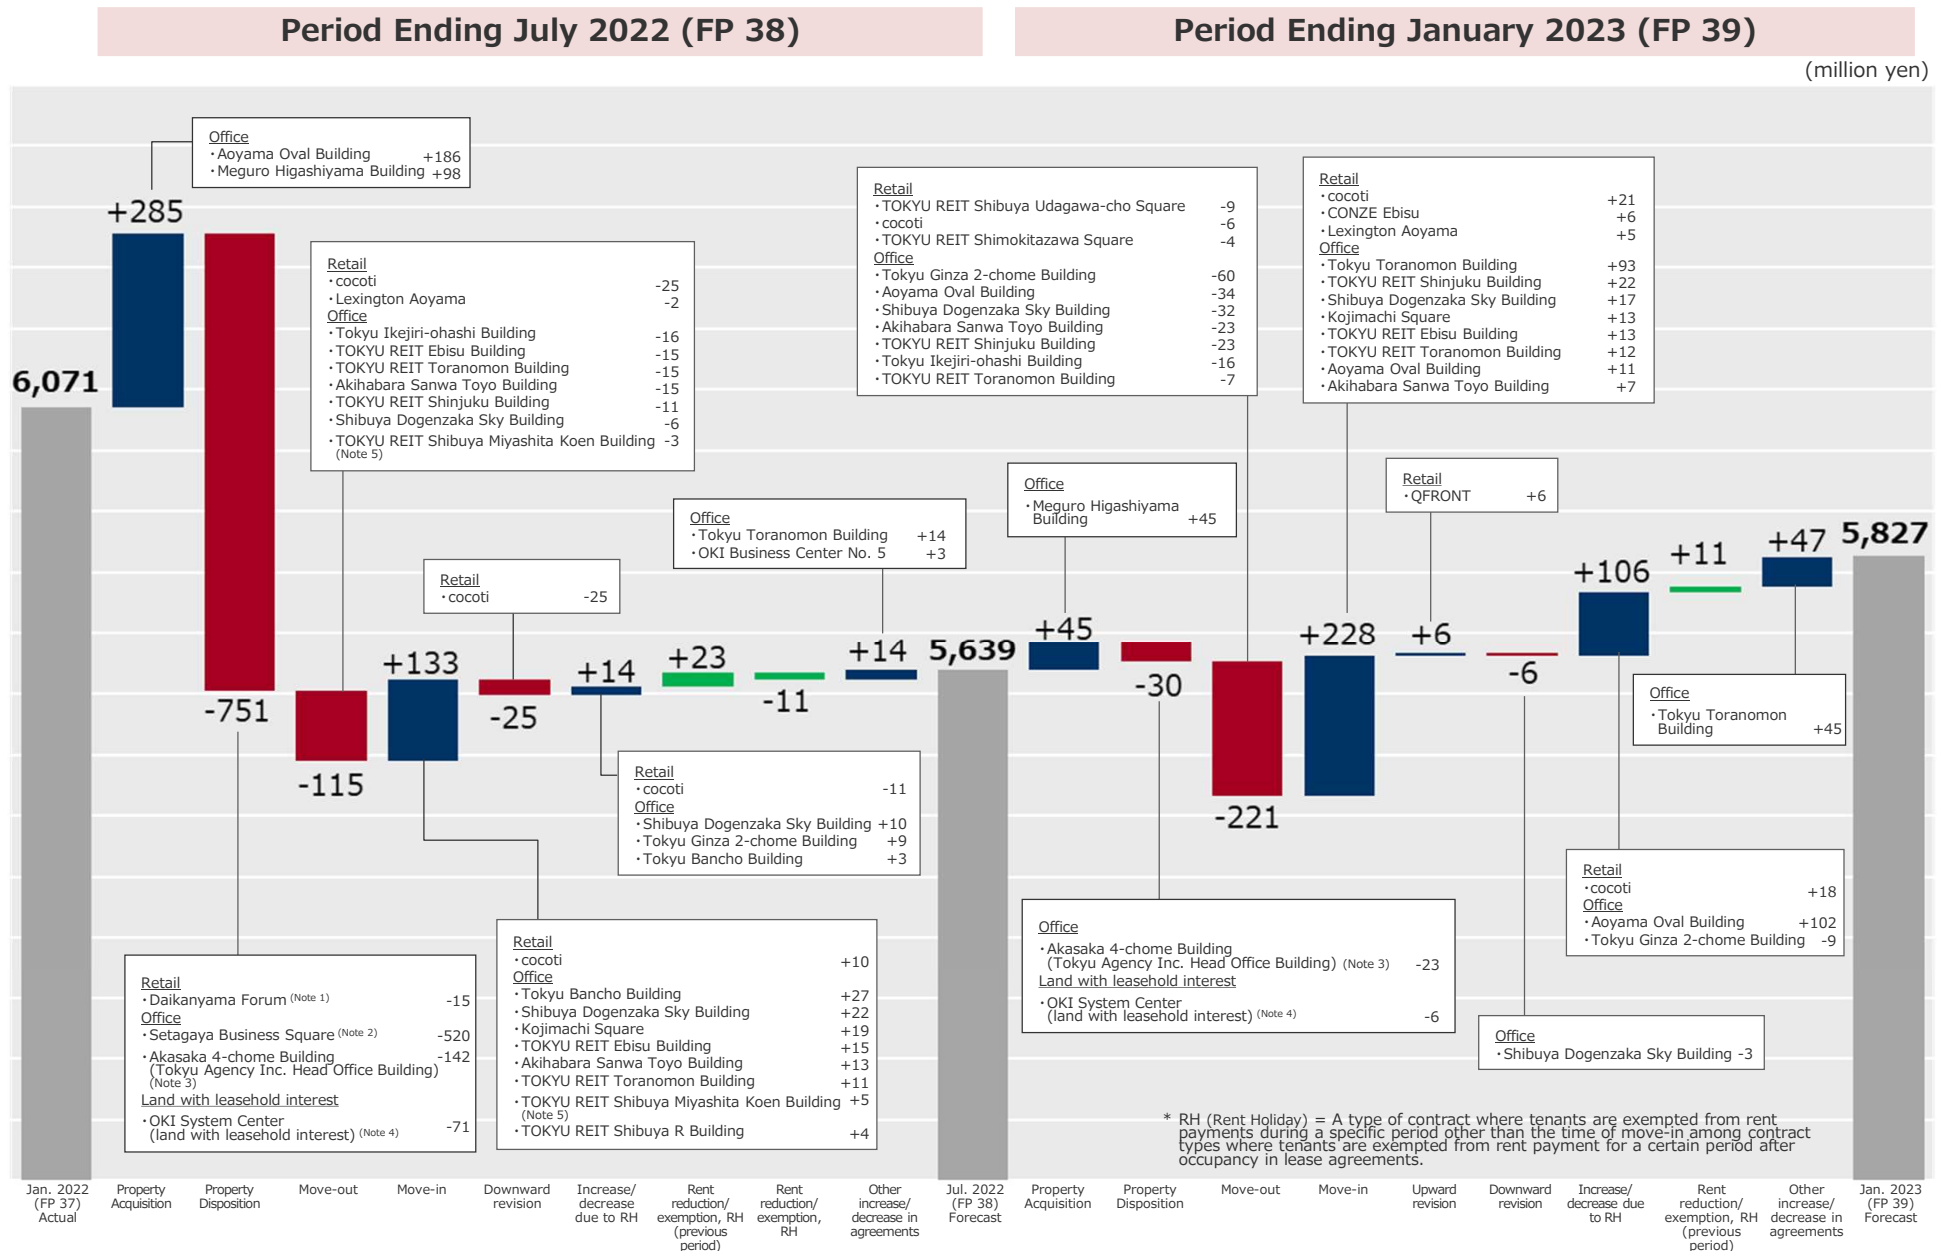 Period Ending July 2022 (FP 38)
Period Ending January 2023 (FP 39)
(million yen)
6,071
+285
Office
・Aoyama Oval Building +186
・Meguro Higashiyama Building +98
-751
Retail
・Daikanyama Forum (Note 1) -15
Office
・Setagaya Business Square (Note 2) -520
・Akasaka 4-chome Building -142
(Tokyu Agency Inc. Head Office Building)
(Note 3)
Land with leasehold interest
・OKI System Center
(land with leasehold interest) (Note 4) -71
-115
Retail
・cocoti -25
・Lexington Aoyama -2
Office
・Tokyu Ikejiri-ohashi Building -16
・TOKYU REIT Ebisu Building -15
・TOKYU REIT Toranomon Building -15
・Akihabara Sanwa Toyo Building -15
・TOKYU REIT Shinjuku Building -11
・Shibuya Dogenzaka Sky Building -6
・TOKYU REIT Shibuya Miyashita Koen Building -3
(Note 5)
+133
Retail
・cocoti +10
Office
・Tokyu Bancho Building +27
・Shibuya Dogenzaka Sky Building +22
・Kojimachi Square +19
・TOKYU REIT Ebisu Building +15
・Akihabara Sanwa Toyo Building +13
・TOKYU REIT Toranomon Building +11
・TOKYU REIT Shibuya Miyashita Koen Building +5
(Note 5)
・TOKYU REIT Shibuya R Building +4
-25
Retail
・cocoti -25
+14
Retail
・cocoti -11
Office
・Shibuya Dogenzaka Sky Building +10
・Tokyu Ginza 2-chome Building +9
・Tokyu Bancho Building +3
+23
-11
+14
Office
・Tokyu Toranomon Building +14
・OKI Business Center No. 5 +3
5,639
+45
Office
・Meguro Higashiyama
Building +45
-30
Office
・Akasaka 4-chome Building
(Tokyu Agency Inc. Head Office Building) (Note 3) -23
Land with leasehold interest
・OKI System Center
(land with leasehold interest) (Note 4) -6
-221
Retail
・TOKYU REIT Shibuya Udagawa-cho Square -9
・cocoti -6
・TOKYU REIT Shimokitazawa Square -4
Office
・Tokyu Ginza 2-chome Building -60
・Aoyama Oval Building -34
・Shibuya Dogenzaka Sky Building -32
・Akihabara Sanwa Toyo Building -23
・TOKYU REIT Shinjuku Building -23
・Tokyu Ikejiri-ohashi Building -16
・TOKYU REIT Toranomon Building -7
+228
Retail
・cocoti +21
・CONZE Ebisu +6
・Lexington Aoyama +5
Office
・Tokyu Toranomon Building +93
・TOKYU REIT Shinjuku Building +22
・Shibuya Dogenzaka Sky Building +17
・Kojimachi Square +13
・TOKYU REIT Ebisu Building +13
・TOKYU REIT Toranomon Building +12
・Aoyama Oval Building +11
・Akihabara Sanwa Toyo Building +7
+6
Retail
・QFRONT +6
-6
Office
・Shibuya Dogenzaka Sky Building -3
+106
Retail
・cocoti +18
Office
・Aoyama Oval Building +102
・Tokyu Ginza 2-chome Building -9
+11
+47
Office
・Tokyu Toranomon
Building +45
5,827
* RH (Rent Holiday) = A type of contract where tenants are exempted from rent
payments during a specific period other than the time of move-in among contract
types where tenants are exempted from rent payment for a certain period after
occupancy in lease agreements.
Jan. 2022
(FP 37)
Actual
Property
Acquisition
Property
Disposition
Move-out
Move-in
Downward
revision
Increase/
decrease
due to RH
Rent
reduction/
exemption, RH
(previous
period)
Rent
reduction/
exemption,
RH
Other
increase/
decrease in
agreements
Jul. 2022
(FP 38)
Forecast
Property
Acquisition
Property
Disposition
Move-out
Move-in
Upward
revision
Downward
revision
Increase/
decrease due
to RH
Rent
reduction/
exemption, RH
(previous
period)
Other
increase/
decrease in
agreements
Jan. 2023
(FP 39)
Forecast